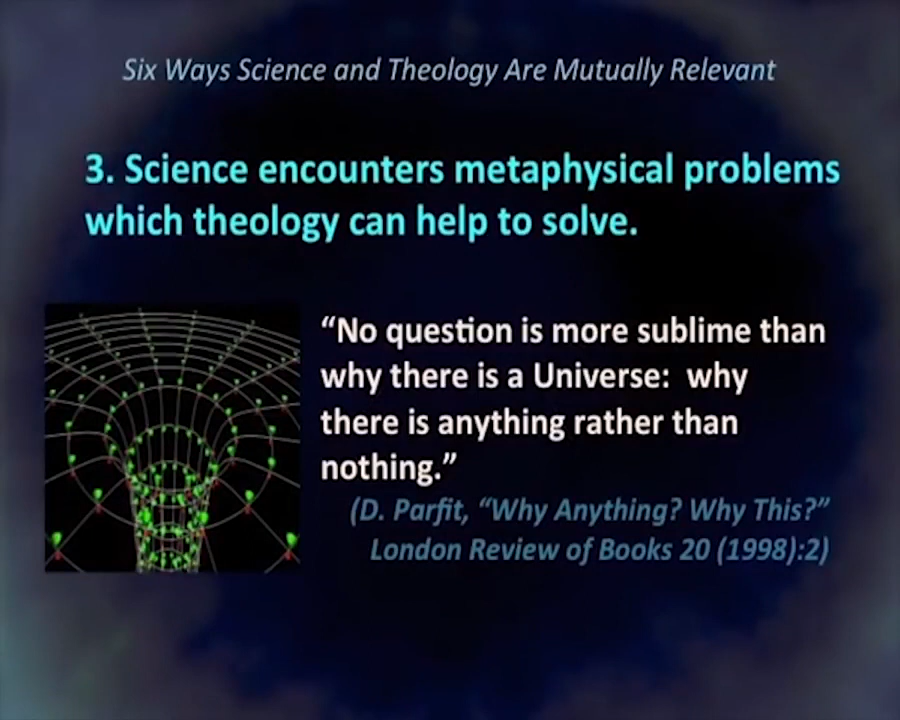 Six Ways Science and Theology Are Mutually Relevant
3. Science encounters metaphysical problems
which theology can help to solve.
“No question is more sublime than
why there is a Universe:  why
there is anything rather than
nothing.”
(D. Parfit, “Why Anything? Why This?”
London Review of Books 20 (1998):2)